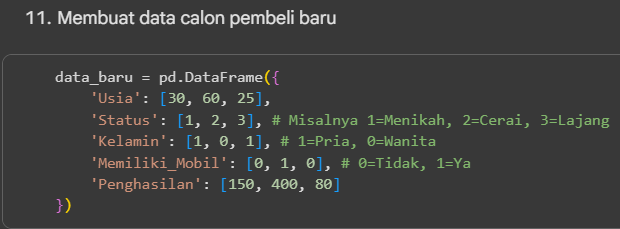 11. Membuat data calon pembeli baru
data_baru = pd.DataFrame({
'Usia': [30, 60, 25],
'Status': [1, 2, 3], # Misalnya 1=Menikah, 2=Cerai, 3=Lajang
'Kelamin': [1, 0, 1], # 1=Pria, 0=Wanita
'Memiliki_Mobil': [0, 1, 0], # 0=Tidak, 1=Ya
'Penghasilan': [150, 400, 80]
})